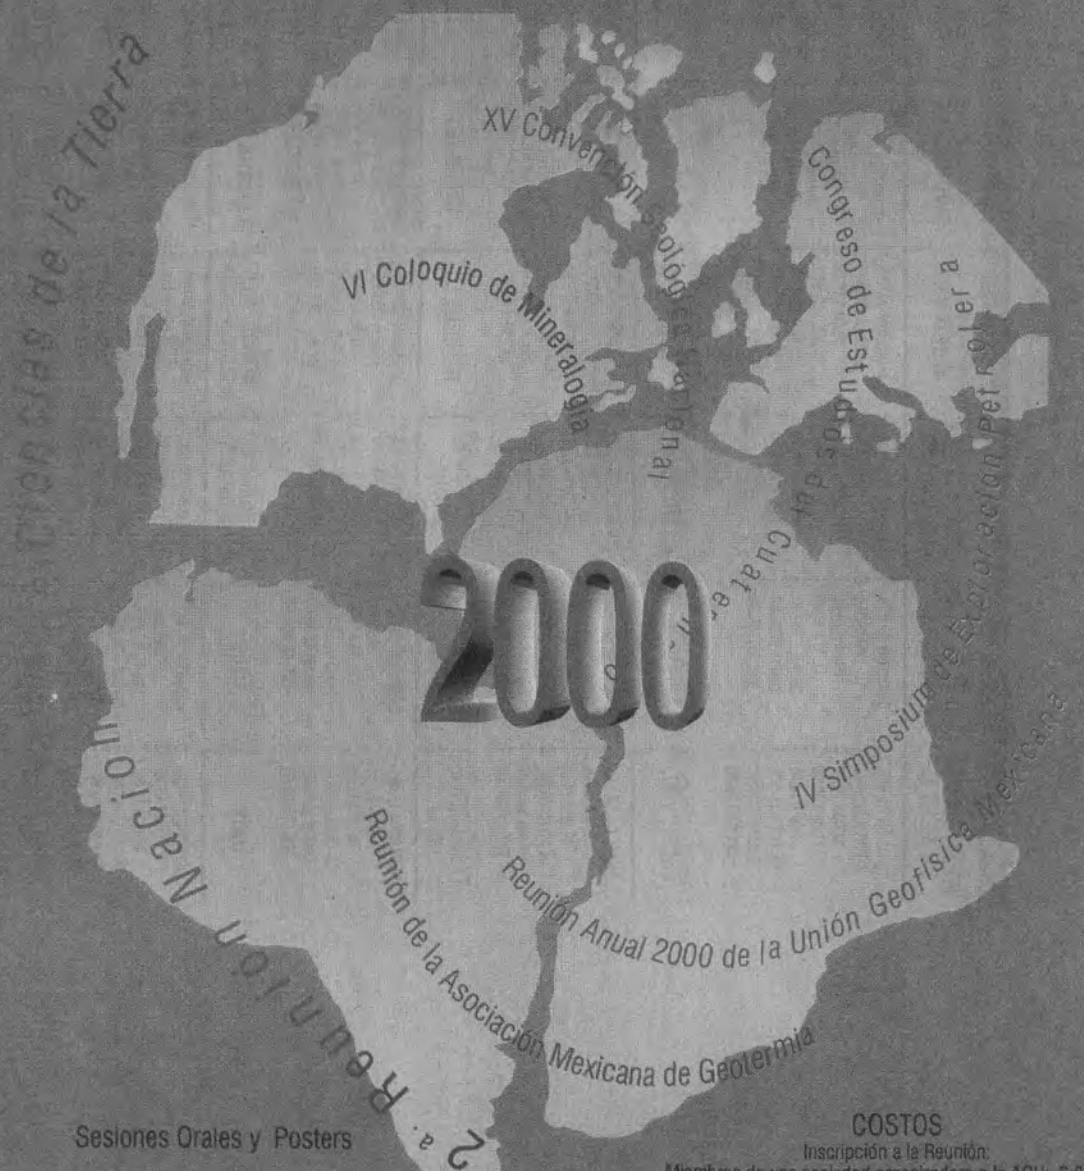 2a. Reunión Nacional de Ciencias de la Tierra
XV Convención Geológica Nacional
VI Coloquio de Mineralogía
Congreso de Estudios del Cuaternario
IV Simposium de Exploración Petrolera
2000
Reunión Anual 2000 de la Unión Geofísica Mexicana
Reunión de la Asociación Mexicana de Geotermia
Sesiones Orales y Posters
COSTOS
Inscripción a la Reunión: